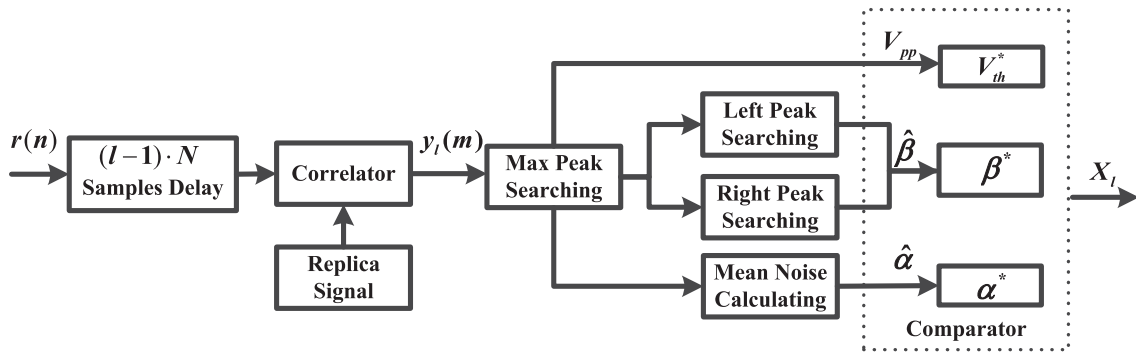 r(n)
(l−1)·N
Samples Delay
Correlator
Replica
Signal
y_l(m)
Max Peak
Searching
Left Peak
Searching
Right Peak
Searching
Mean Noise
Calculating
V_pp
V_th^*
β̂
β^*
α̂
α^*
Comparator
X_l